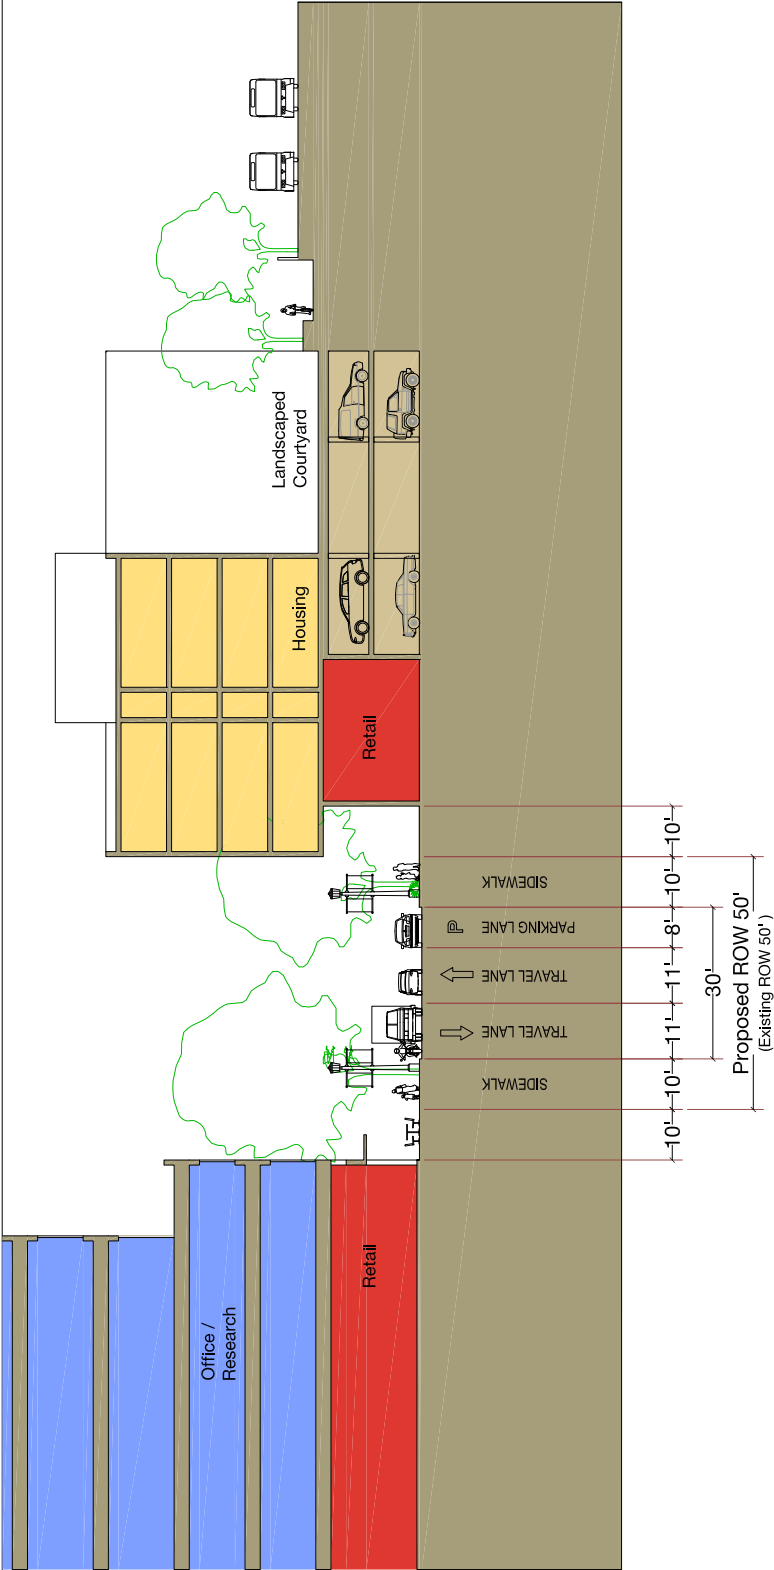 Office /
Research
Retail
Housing
Landscaped
Courtyard
Retail
SIDEWALK
TRAVEL LANE
TRAVEL LANE
P
PARKING LANE
SIDEWALK
10'
10'
11'
11'
8'
10'
10'
30'
Proposed ROW 50'
(Existing ROW 50')